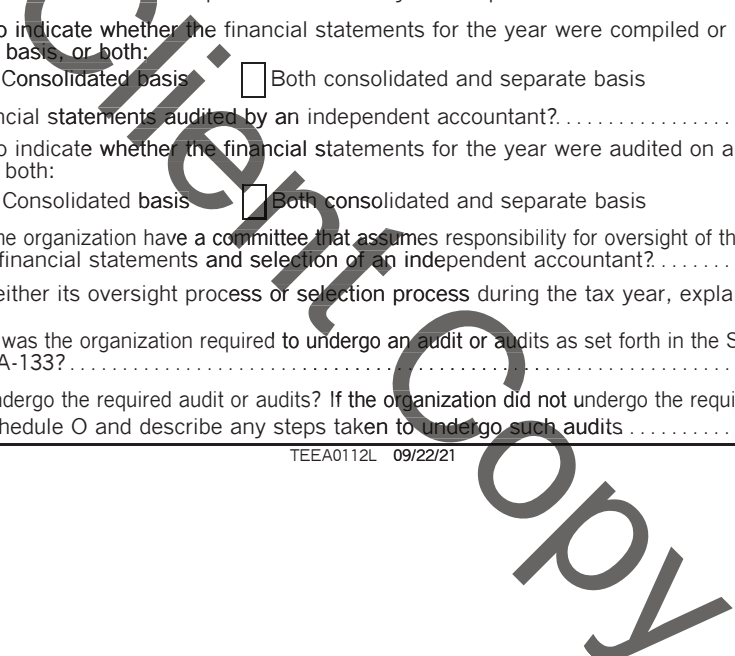 o indicate whether the financial statements for the year were compiled or
basis, or both:
Consolidated basis Both consolidated and separate basis
ncial statements audited by an independent accountant?. . . . . . . . . . . . . . . .
o indicate whether the financial statements for the year were audited on a
both:
Consolidated basis Both consolidated and separate basis
ne organization have a committee that assumes responsibility for oversight of th
financial statements and selection of an independent accountant?. . . . . . .
either its oversight process or selection process during the tax year, expla
was the organization required to undergo an audit or audits as set forth in the S
A-133? . . . . . . . . . . . . . . . . . . . . . . . . . . . . . . . . . . . . . . . . . . . . . . . . . . . . . . .
ndergo the required audit or audits? If the organization did not undergo the requi
hedule O and describe any steps taken to undergo such audits . . . . . . . . .
TEEA0112L 09/22/21
Client Copy